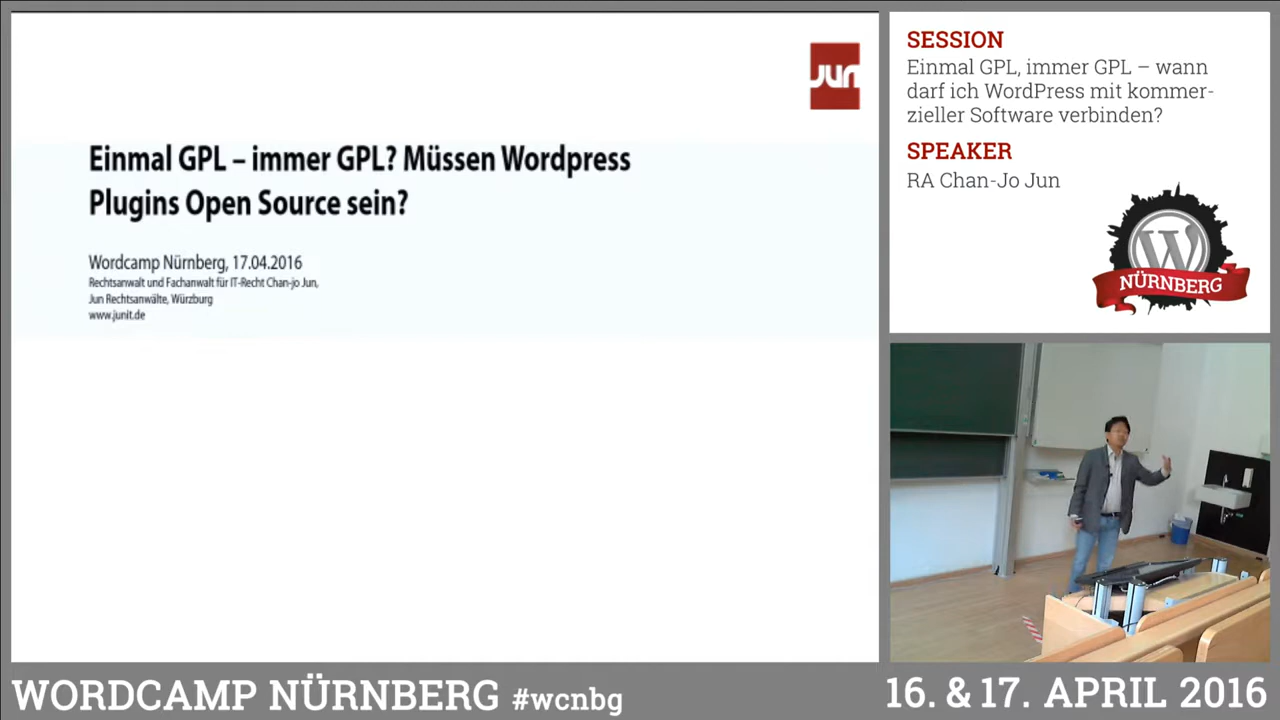 Jun
Einmal GPL – immer GPL? Müssen Wordpress
Plugins Open Source sein?
Wordcamp Nürnberg, 17.04.2016
Rechtsanwalt und Fachanwalt für IT-Recht Chan-jo Jun,
Jun Rechtsanwälte, Würzburg
www.junit.de
SESSION
Einmal GPL, immer GPL – wann
darf ich WordPress mit kommer-
zieller Software verbinden?
SPEAKER
RA Chan-Jo Jun
W
NÜRNBERG
WORDCAMP NÜRNBERG #wcnbg
16. & 17. APRIL 2016